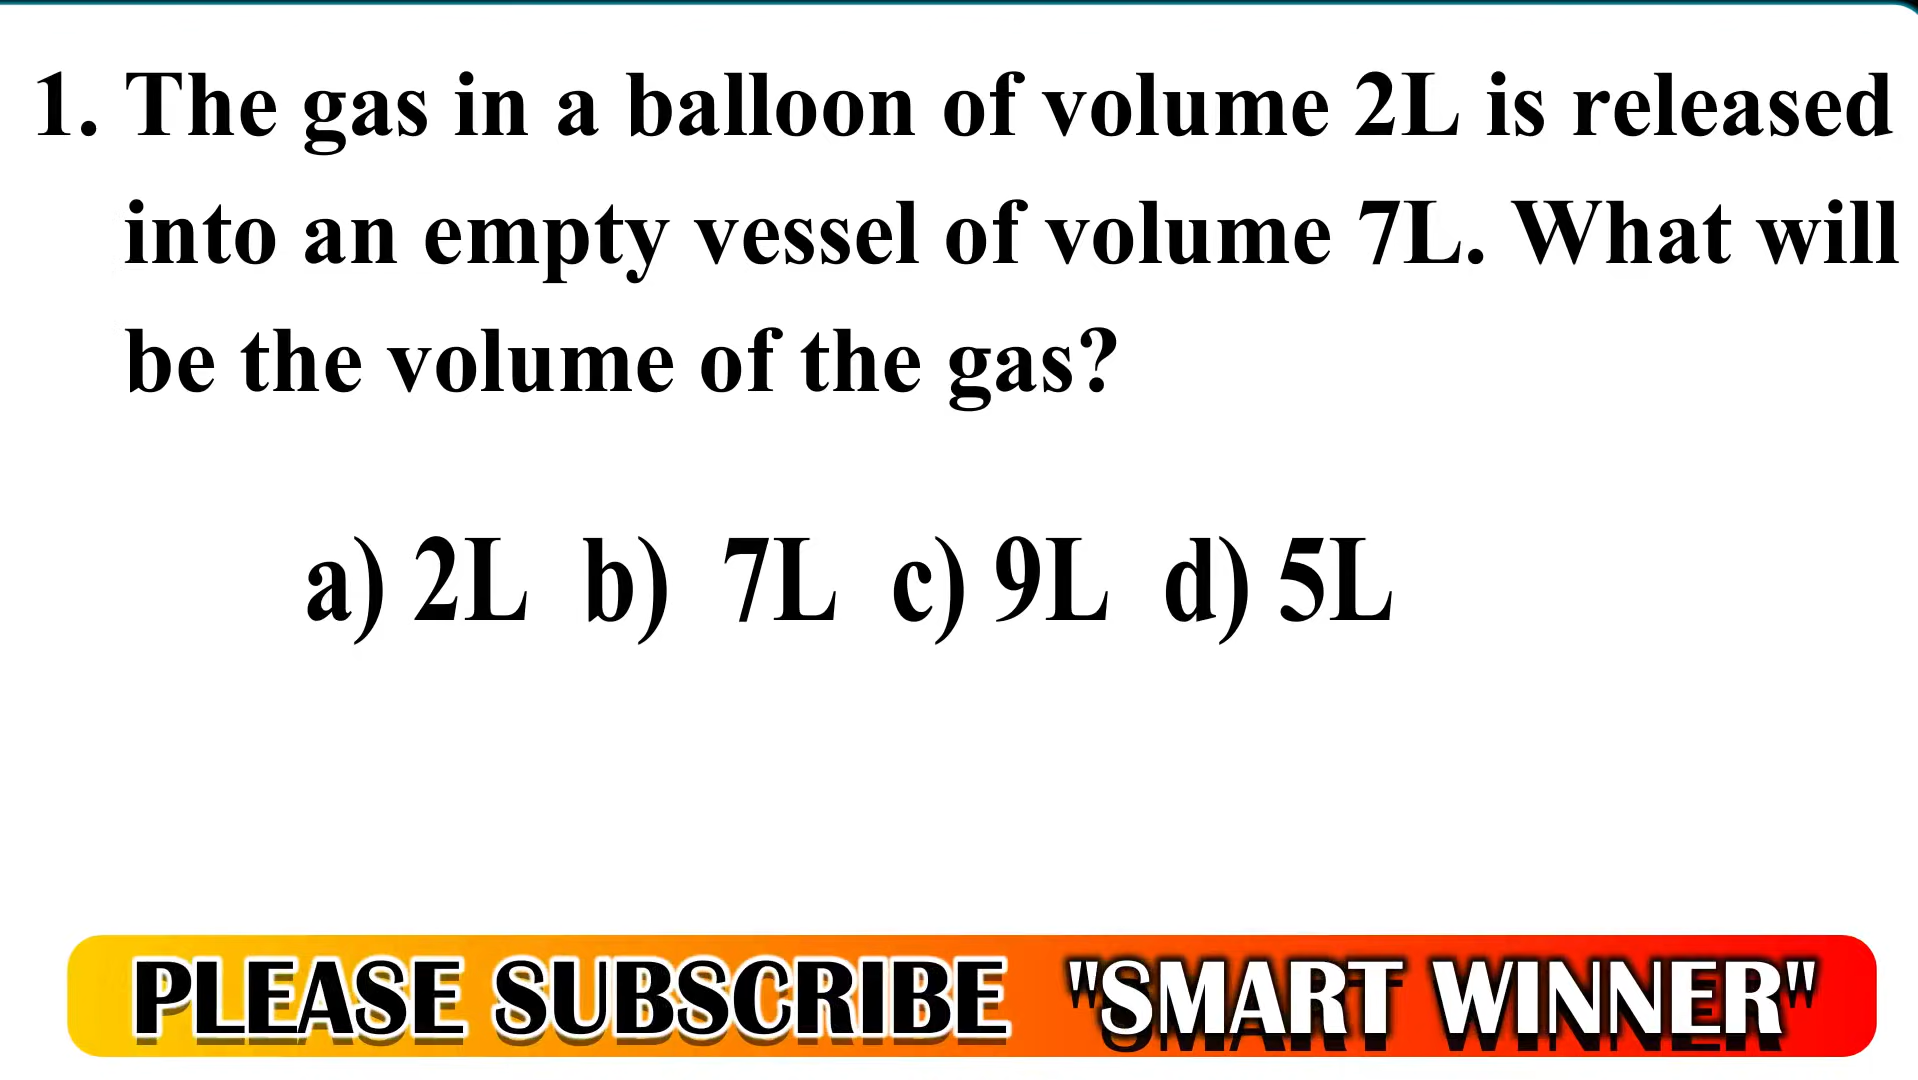 1. The gas in a balloon of volume 2L is released
into an empty vessel of volume 7L. What will
be the volume of the gas?
a) 2L b) 7L c) 9L d) 5L
PLEASE SUBSCRIBE "SMART WINNER"